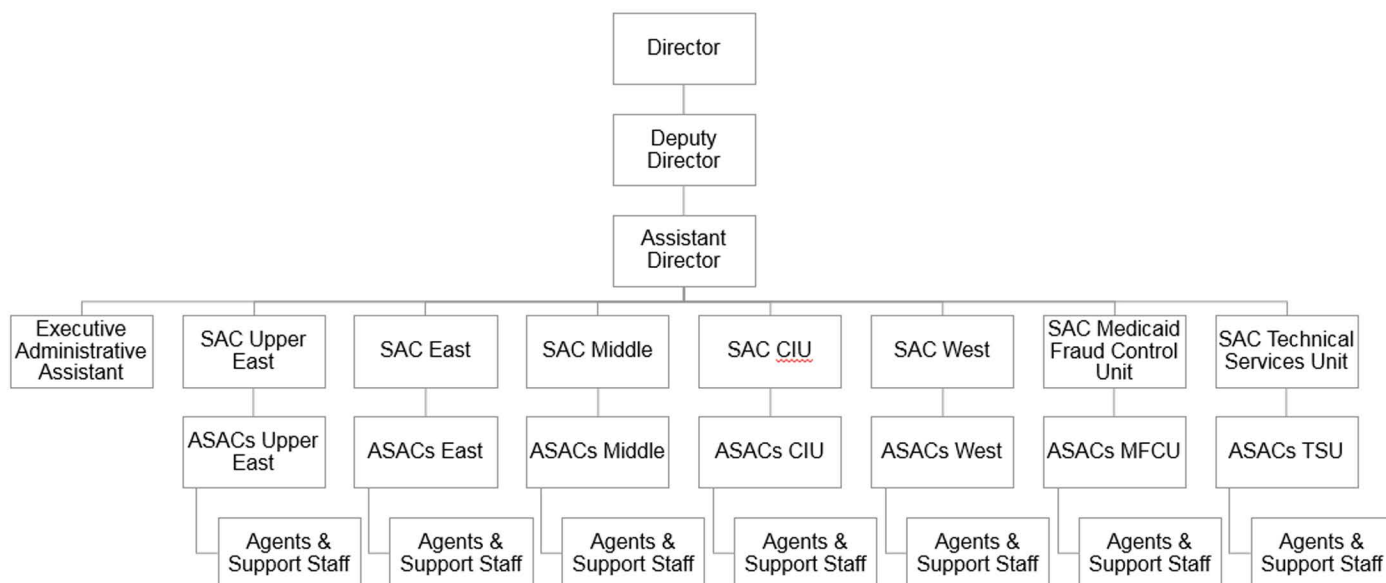 Director
Deputy
Director
Assistant
Director
Executive
Administrative
Assistant
SAC Upper
East
SAC East
SAC Middle
SAC CIU
SAC West
SAC Medicaid
Fraud Control
Unit
SAC Technical
Services Unit
ASACs Upper
East
ASACs East
ASACs Middle
ASACs CIU
ASACs West
ASACs MFCU
ASACs TSU
Agents &
Support Staff
Agents &
Support Staff
Agents &
Support Staff
Agents &
Support Staff
Agents &
Support Staff
Agents &
Support Staff
Agents &
Support Staff